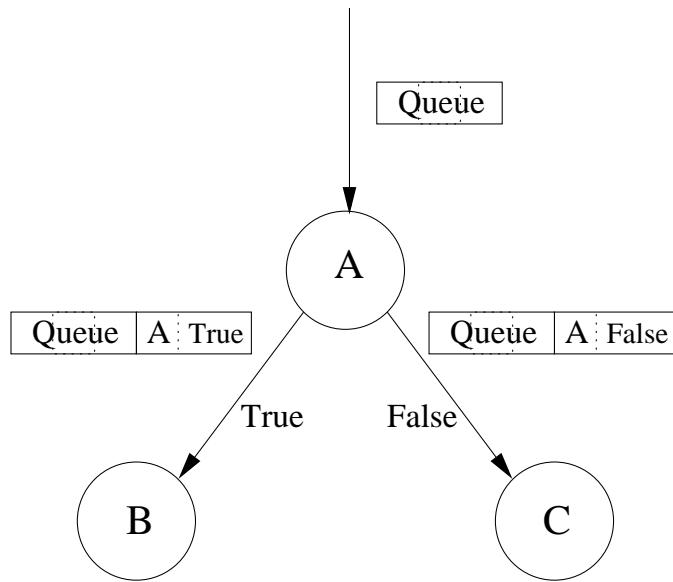 Queue
A
Queue A True
Queue A False
True
False
B
C